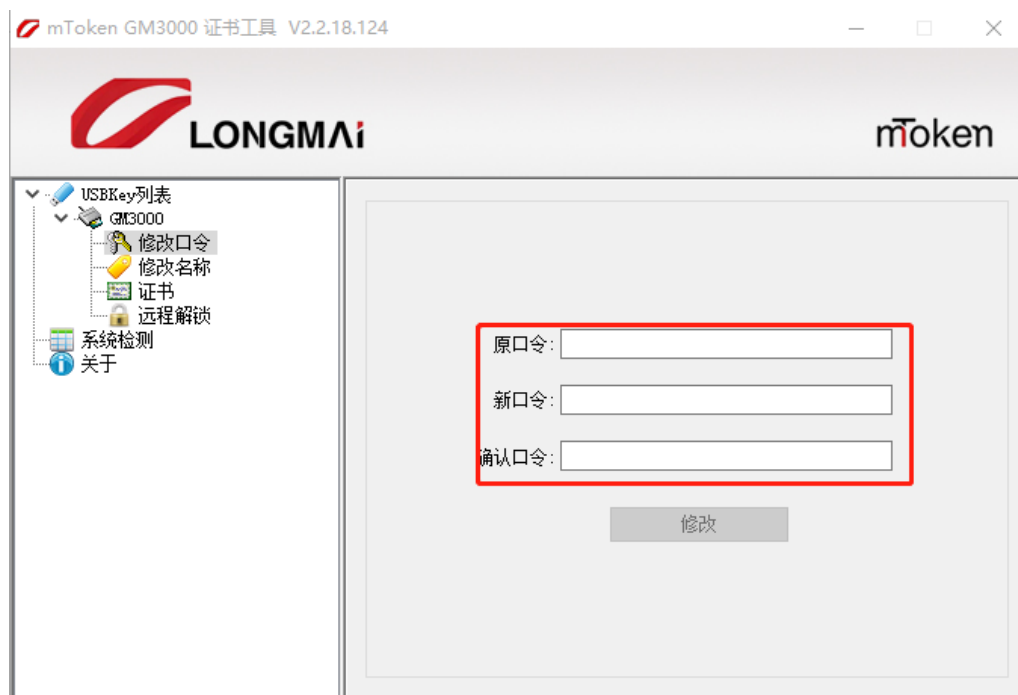 mToken GM3000 证书工具 V2.2.18.124
LONGMAi
mToken
USBKey列表
GM3000
修改口令
修改名称
证书
远程解锁
系统检测
关于
原口令:
新口令:
确认口令:
修改